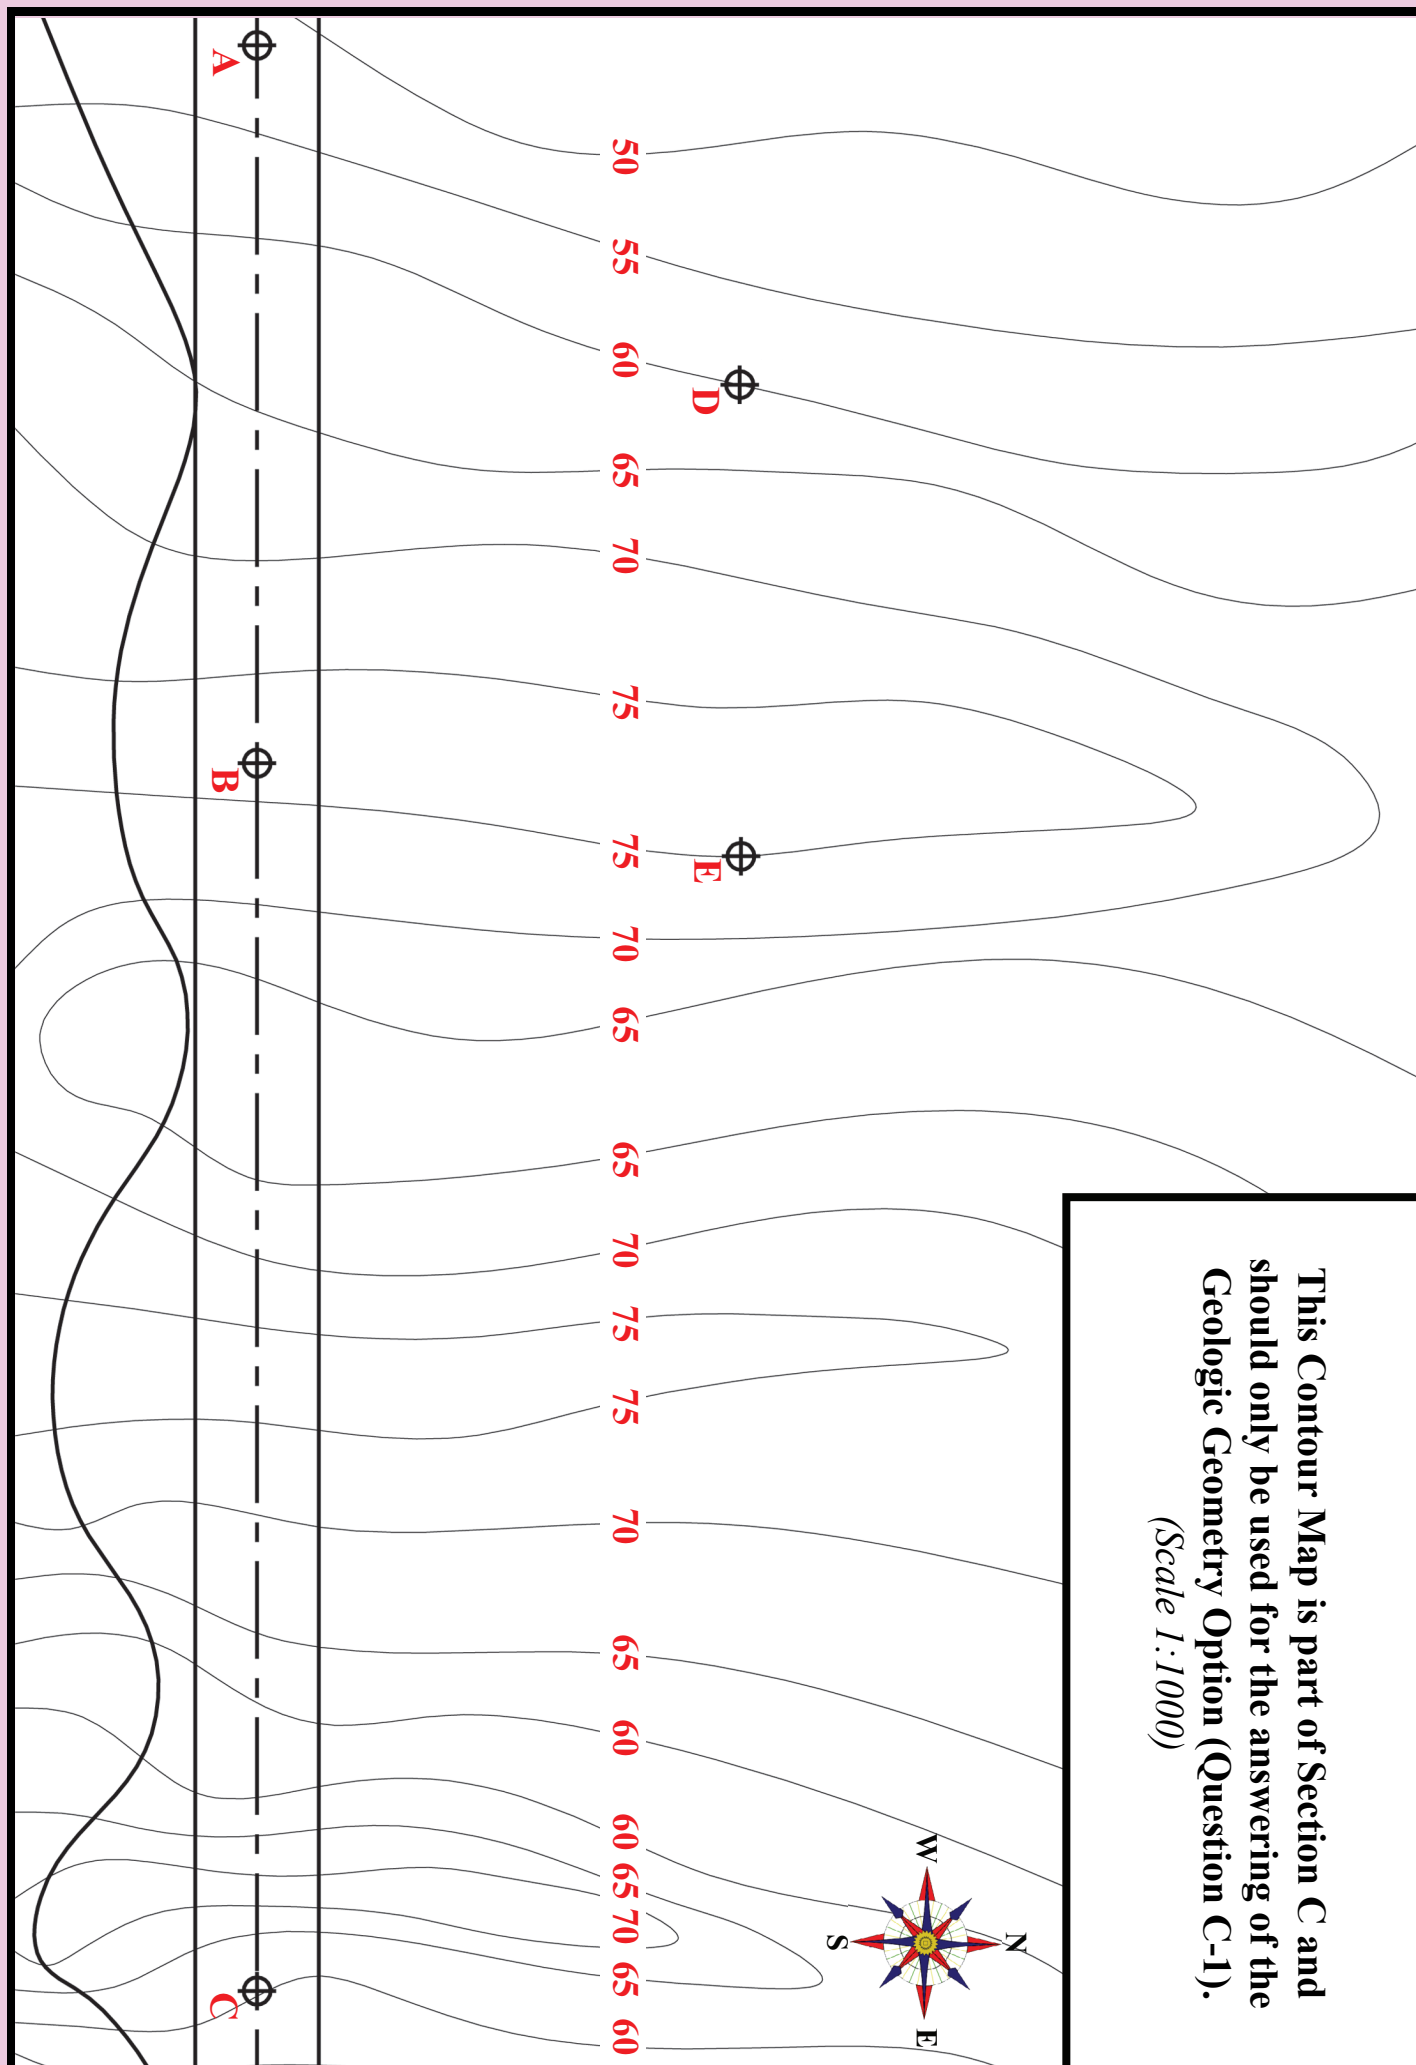 This Contour Map is part of Section C and
should only be used for the answering of the
Geologic Geometry Option (Question C-1).
(Scale 1:1000)
A
B
C
D
E
50
55
60
65
70
75
75
70
65
65
70
75
75
70
65
60
60
65
70
65
60
N
W
E
S